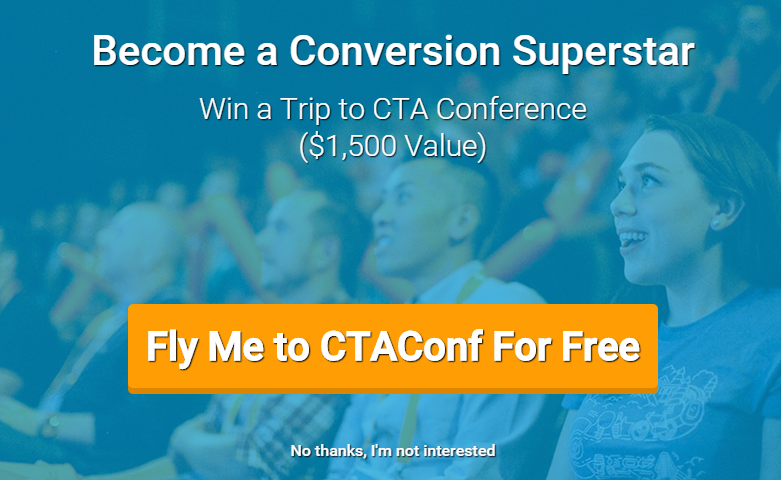 Become a Conversion Superstar
Win a Trip to CTA Conference
($1,500 Value)
Fly Me to CTAConf For Free
No thanks, I'm not interested